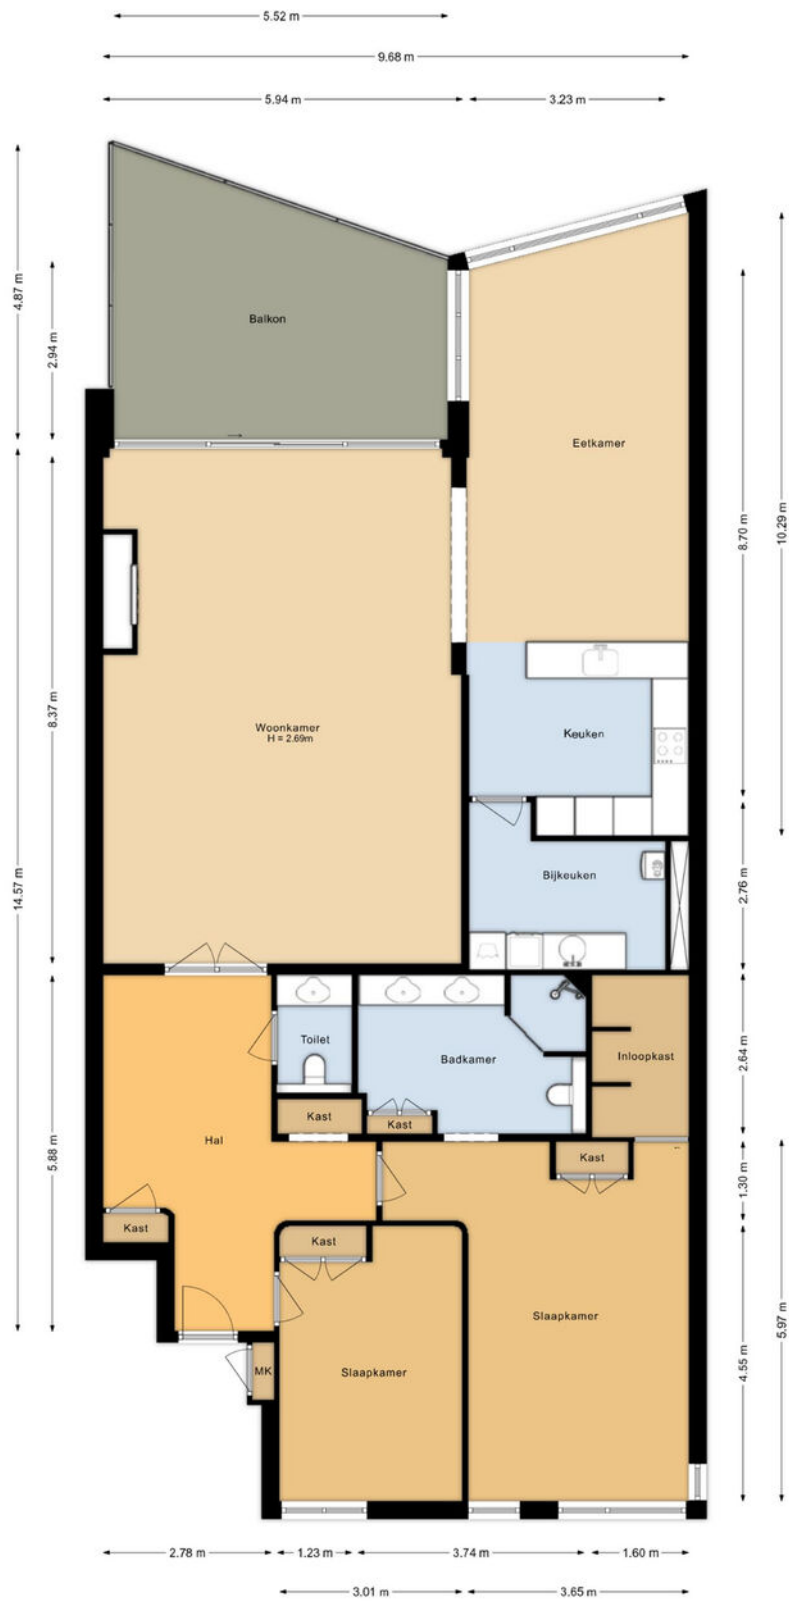 5.52 m
9.68 m
5.94 m
3.23 m
4.87 m
2.94 m
Balkon
Eetkamer
10.29 m
8.70 m
8.37 m
Woonkamer
H = 2.69m
Keuken
14.57 m
Bijkeuken
2.76 m
Toilet
Badkamer
Inloopkast
2.64 m
Kast
Kast
Hal
5.88 m
Kast
1.30 m
Kast
Kast
Slaapkamer
5.97 m
4.55 m
MK
Slaapkamer
2.78 m
1.23 m
3.74 m
1.60 m
3.01 m
3.65 m